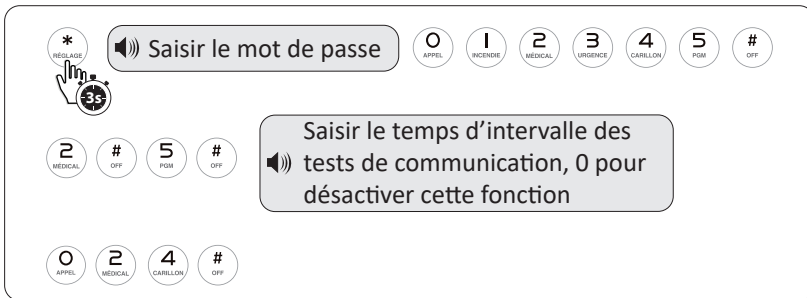 * RÉGLAGE
3s
Saisir le mot de passe
0 APPEL 1 INCENDIE 2 MÉDICAL 3 URGENCE 4 CARILLON 5 PGM # OFF
2 MÉDICAL # OFF 5 PGM # OFF
Saisir le temps d’intervalle des
tests de communication, 0 pour
désactiver cette fonction
0 APPEL 2 MÉDICAL 4 CARILLON # OFF